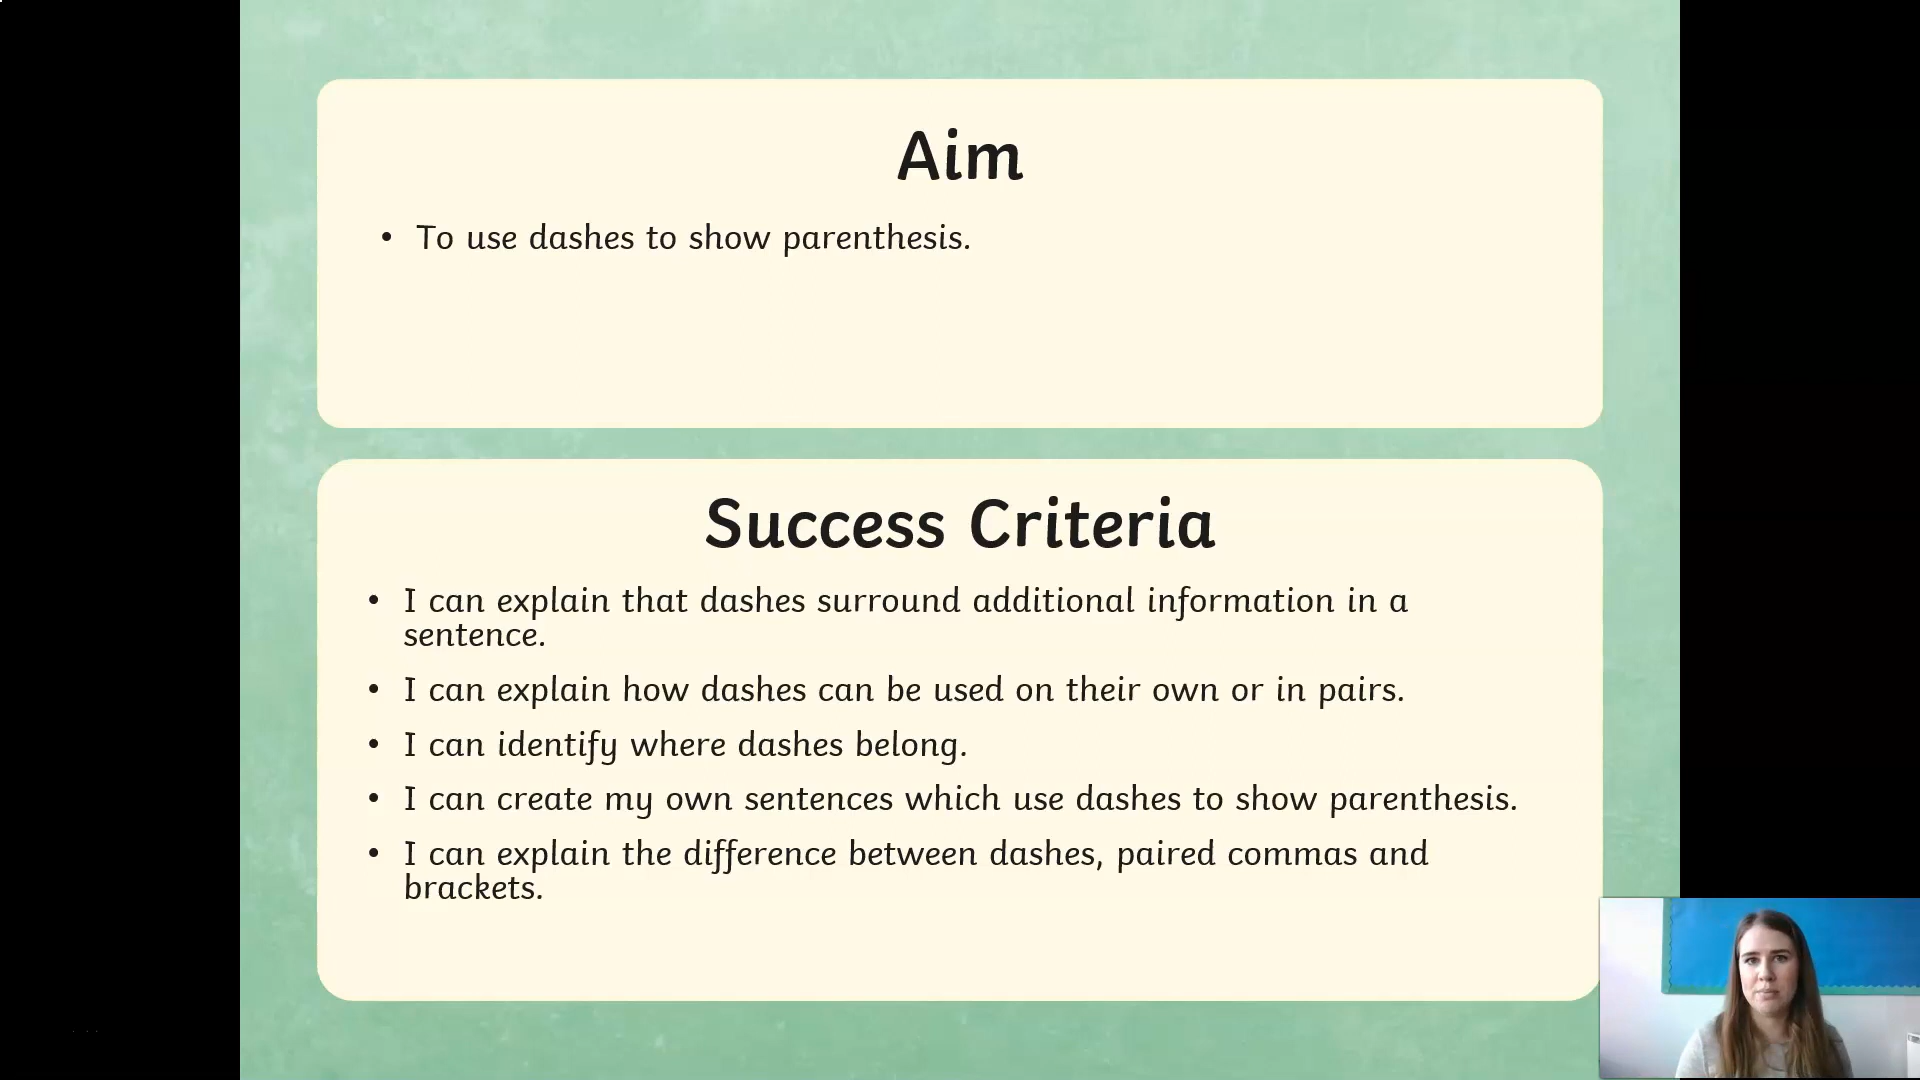 Aim
• To use dashes to show parenthesis.
Success Criteria
• I can explain that dashes surround additional information in a
sentence.
• I can explain how dashes can be used on their own or in pairs.
• I can identify where dashes belong.
• I can create my own sentences which use dashes to show parenthesis.
• I can explain the difference between dashes, paired commas and
brackets.